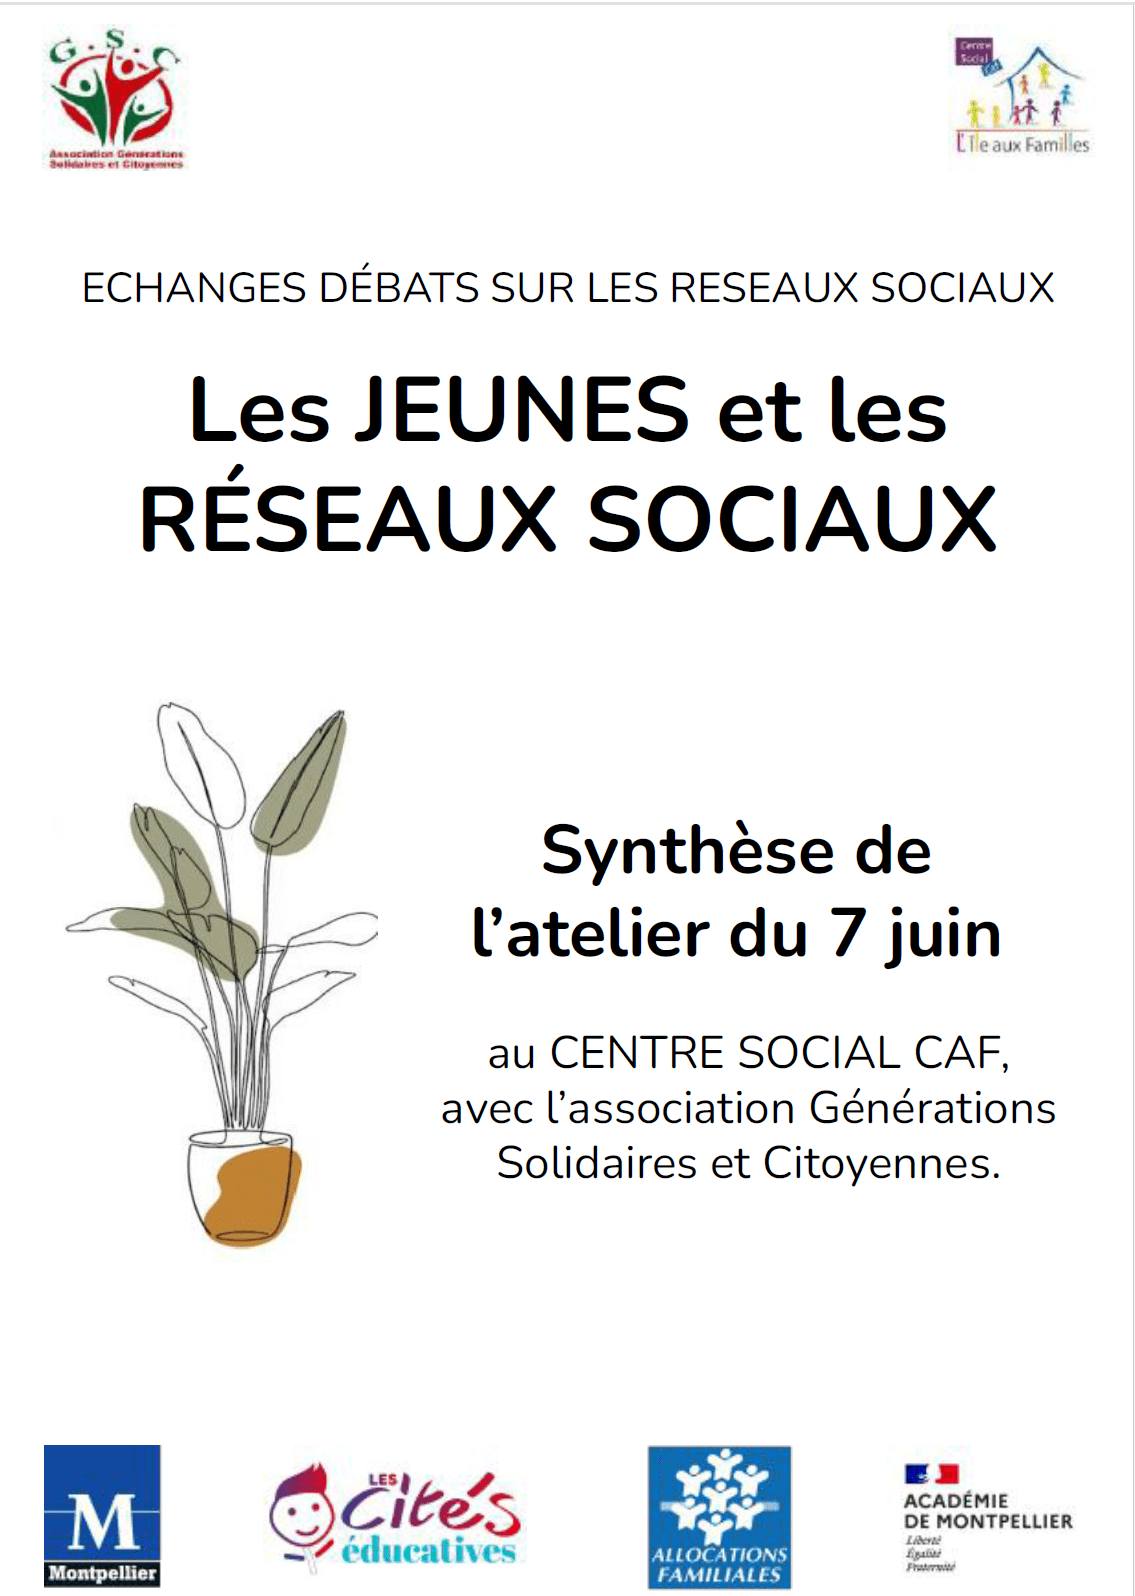 G.S.C
Association Générations
Solidaires et Citoyennes
Centre
Social
CAF
L'Île aux Familles
ECHANGES DÉBATS SUR LES RESEAUX SOCIAUX
Les JEUNES et les
RÉSEAUX SOCIAUX
Synthèse de
l’atelier du 7 juin
au CENTRE SOCIAL CAF,
avec l’association Générations
Solidaires et Citoyennes.
M
Montpellier
LES
Cités
éducatives
ALLOCATIONS
FAMILIALES
ACADÉMIE
DE MONTPELLIER
Liberté
Égalité
Fraternité